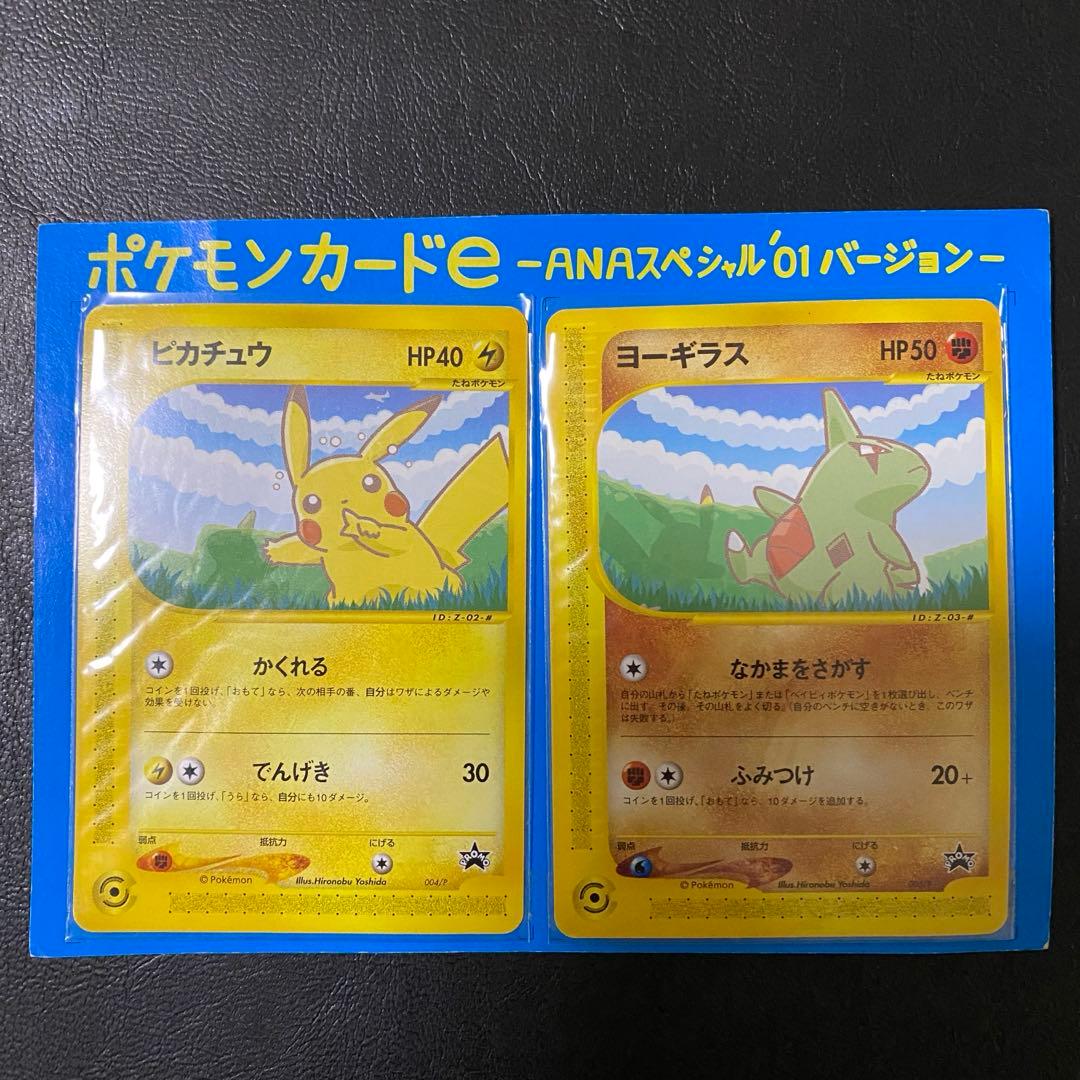 ポケモンカードe -ANAスペシャル'01バージョン-
ピカチュウ HP40
たねポケモン
ID:Z-02-#
かくれる
コインを1回投げ、「おもて」なら、次の相手の番、自分はワザによるダメージや
効果を受けない。
でんげき 30
コインを1回投げ、「うら」なら、自分にも10ダメージ。
弱点 抵抗力 にげる
PROMO
©Pokémon Illus.Hironobu Yoshida 004/P
ヨーギラス HP50
たねポケモン
ID:Z-03-#
なかまをさがす
自分の山札から「たねポケモン」または「ベイビィポケモン」を1枚選び出し、ベンチ
に出す。その後、その山札をよく切る。(自分のベンチに空きがないとき、このワザ
は失敗する。)
ふみつけ 20+
コインを1回投げ、「おもて」なら、10ダメージを追加する。
弱点 抵抗力 にげる
PROMO
©Pokémon Illus.Hironobu Yoshida